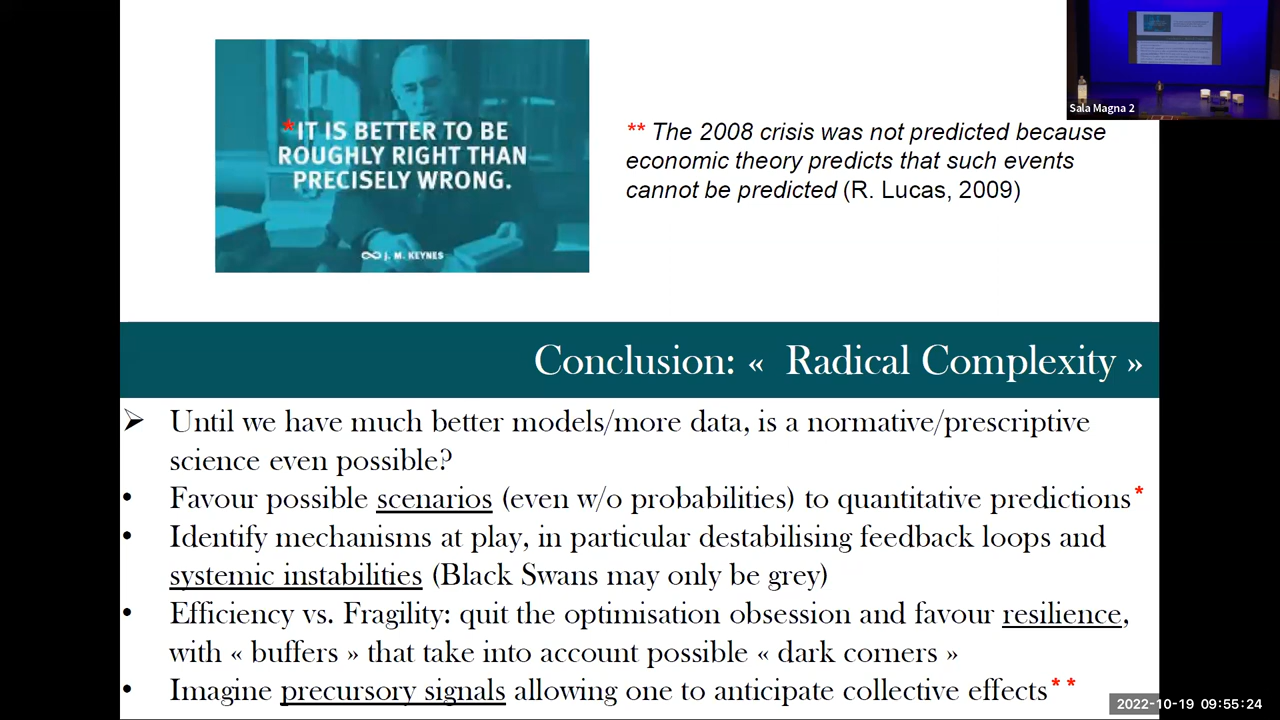 *IT IS BETTER TO BE
ROUGHLY RIGHT THAN
PRECISELY WRONG.
J. M. KEYNES
** The 2008 crisis was not predicted because
economic theory predicts that such events
cannot be predicted (R. Lucas, 2009)
Sala Magna 2
Conclusion: « Radical Complexity »
➢ Until we have much better models/more data, is a normative/prescriptive
science even possible?
• Favour possible scenarios (even w/o probabilities) to quantitative predictions*
• Identify mechanisms at play, in particular destabilising feedback loops and
systemic instabilities (Black Swans may only be grey)
• Efficiency vs. Fragility: quit the optimisation obsession and favour resilience,
with « buffers » that take into account possible « dark corners »
• Imagine precursory signals allowing one to anticipate collective effects**
2022-10-19 09:55:24